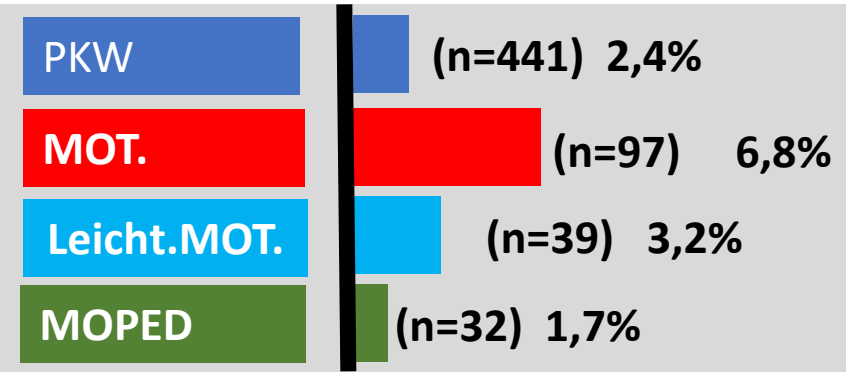 PKW (n=441) 2,4%
MOT. (n=97) 6,8%
Leicht.MOT. (n=39) 3,2%
MOPED (n=32) 1,7%